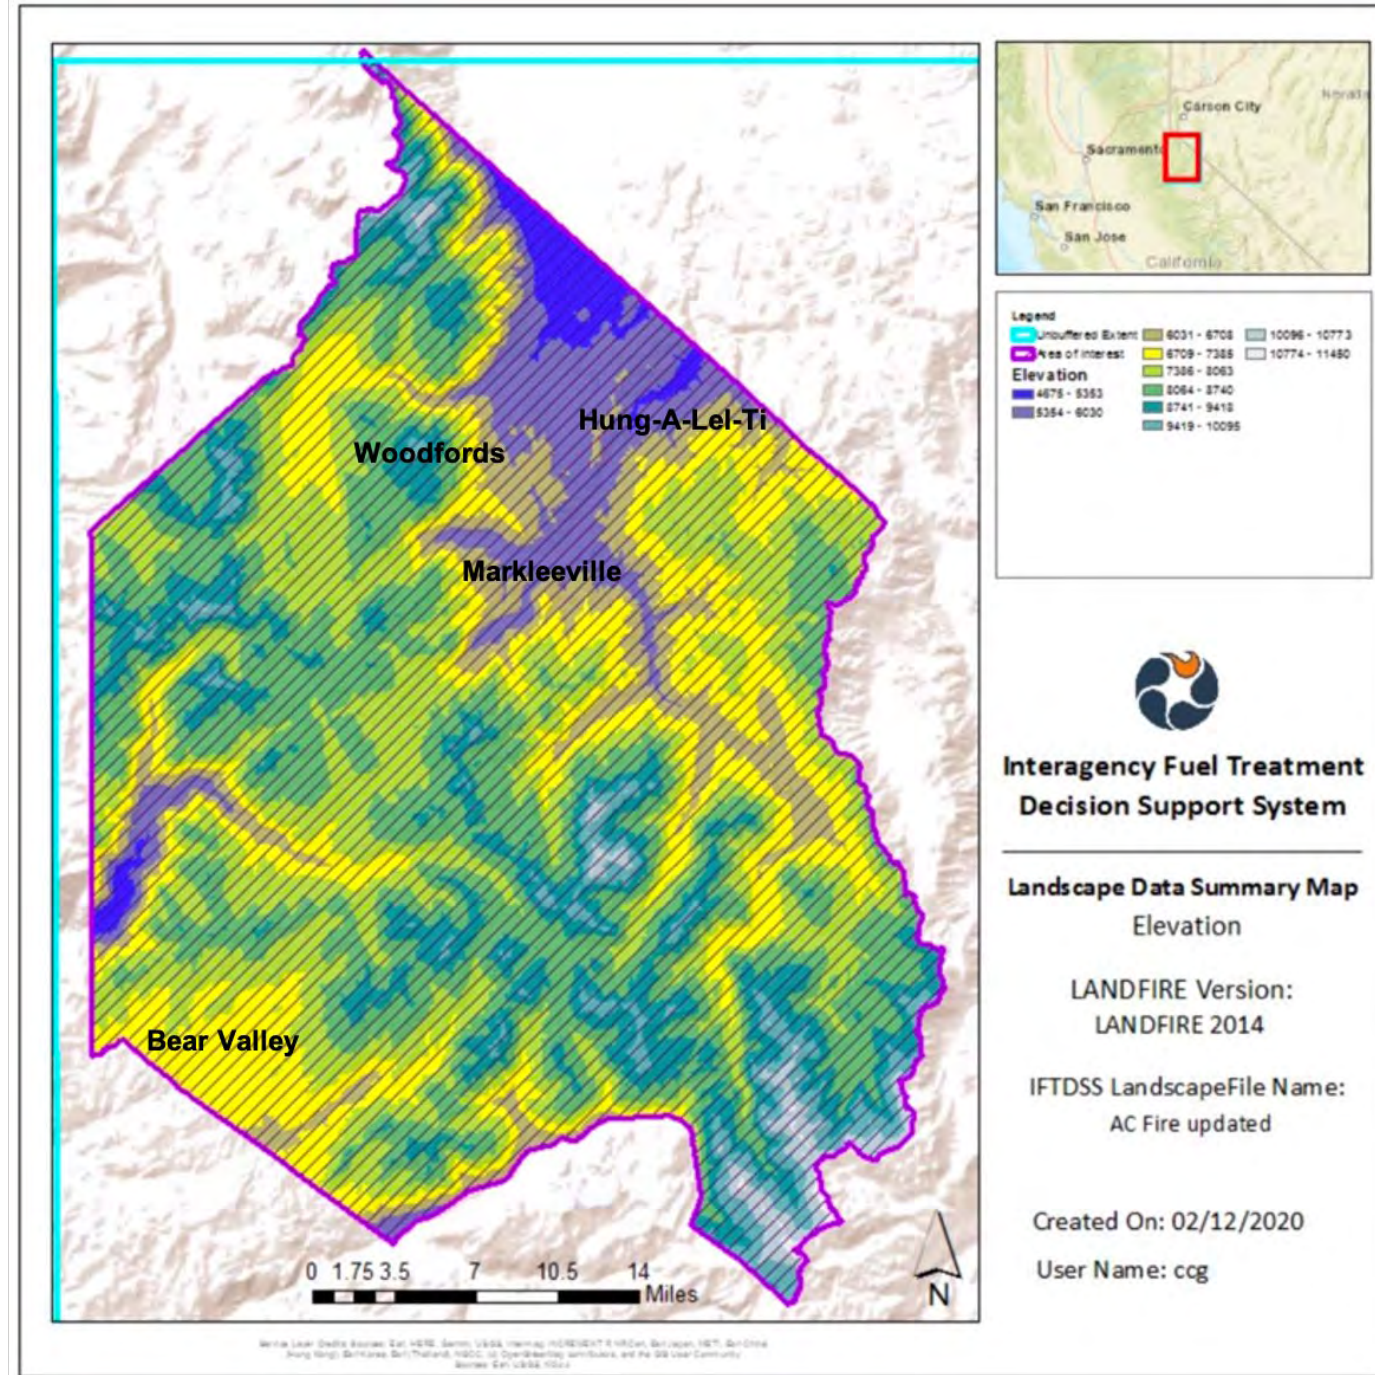 Hung-A-Lel-Ti
Woodfords
Markleeville
Bear Valley
0 1.75 3.5 7 10.5 14
Miles
N
Carson City
Nevada
Sacramento
San Francisco
San Jose
California
Legend
Unbuffered Extent
Area of Interest
Elevation
4675 - 5353
5354 - 6030
6031 - 6708
6709 - 7385
7386 - 8063
8064 - 8740
8741 - 9418
9419 - 10095
10096 - 10773
10774 - 11450
Interagency Fuel Treatment
Decision Support System
Landscape Data Summary Map
Elevation
LANDFIRE Version:
LANDFIRE 2014
IFTDSS LandscapeFile Name:
AC Fire updated
Created On: 02/12/2020
User Name: ccg